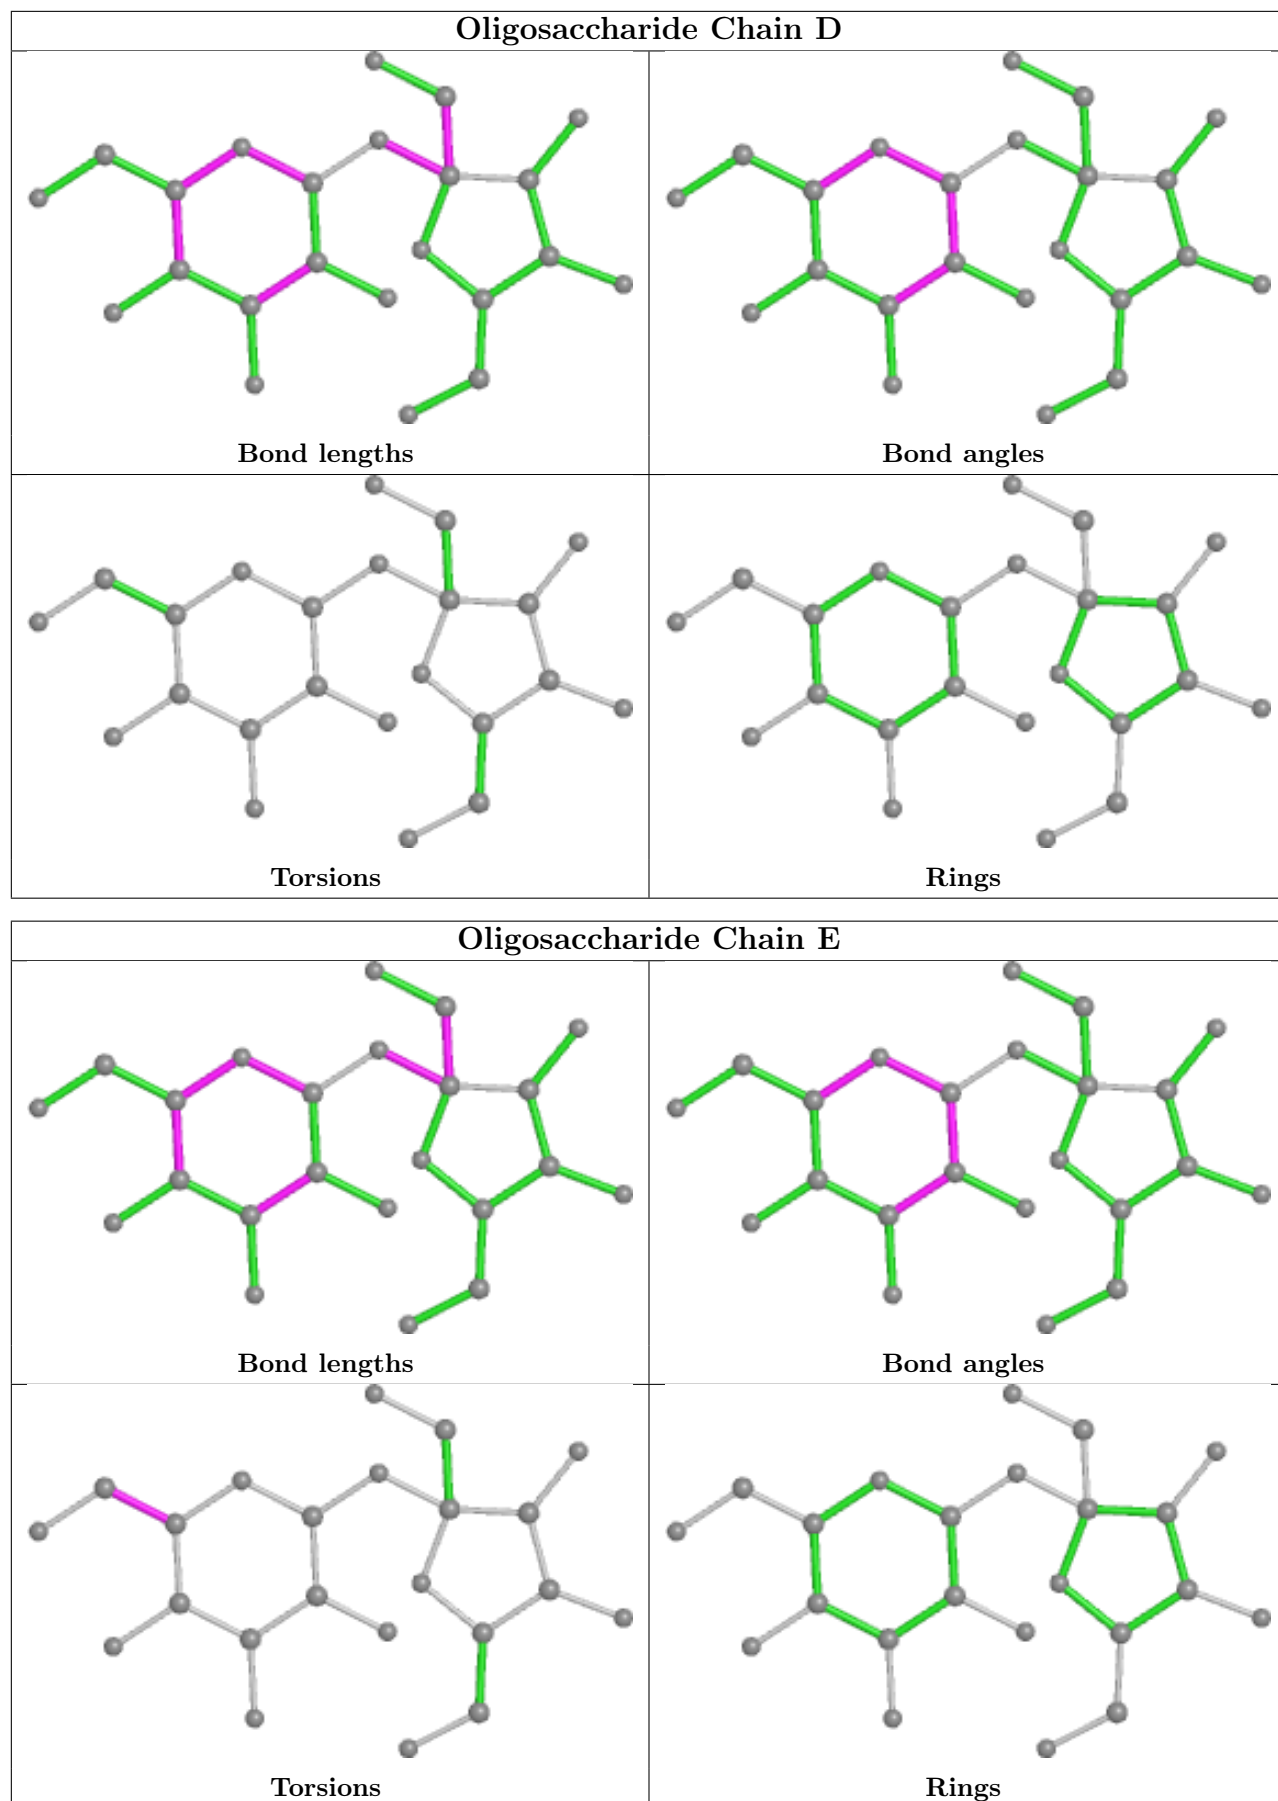 Oligosaccharide Chain D
Bond lengths
Bond angles
Torsions
Rings
Oligosaccharide Chain E
Bond lengths
Bond angles
Torsions
Rings